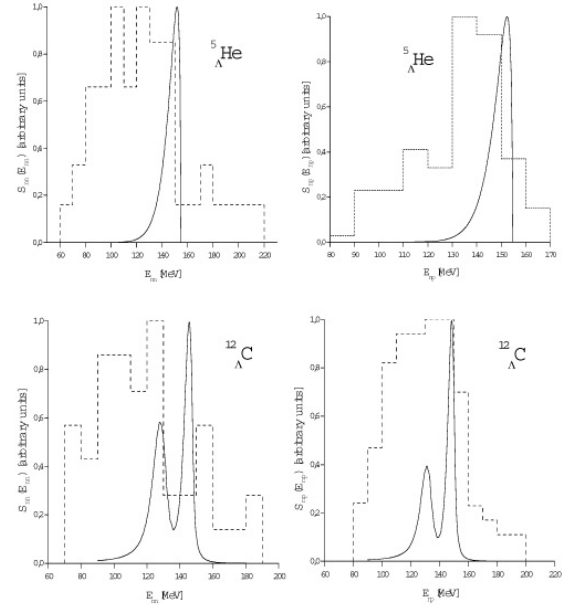 S_nn(E_nn) [arbitrary units]
1,0
0,8
0,6
0,4
0,2
0,0
⁵_ΛHe
60 80 100 120 140 160 180 200 220
E_nn [MeV]
S_np(E_np) [arbitrary units]
1,0
0,8
0,6
0,4
0,2
0,0
⁵_ΛHe
80 90 100 110 120 130 140 150 160 170
E_np [MeV]
S_nn(E_nn) [arbitrary units]
1,0
0,8
0,6
0,4
0,2
0,0
¹²_ΛC
60 80 100 120 140 160 180 200
E_nn [MeV]
S_np(E_np) [arbitrary units]
1,0
0,8
0,6
0,4
0,2
0,0
¹²_ΛC
60 80 100 120 140 160 180 200
E_np [MeV]